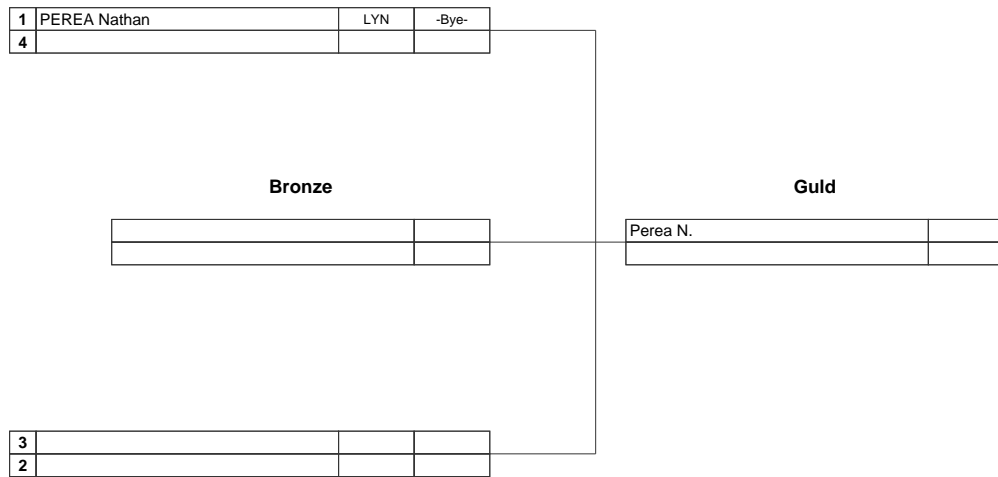 1 PEREA Nathan LYN -Bye-
4
Bronze Guld
Perea N.
3
2